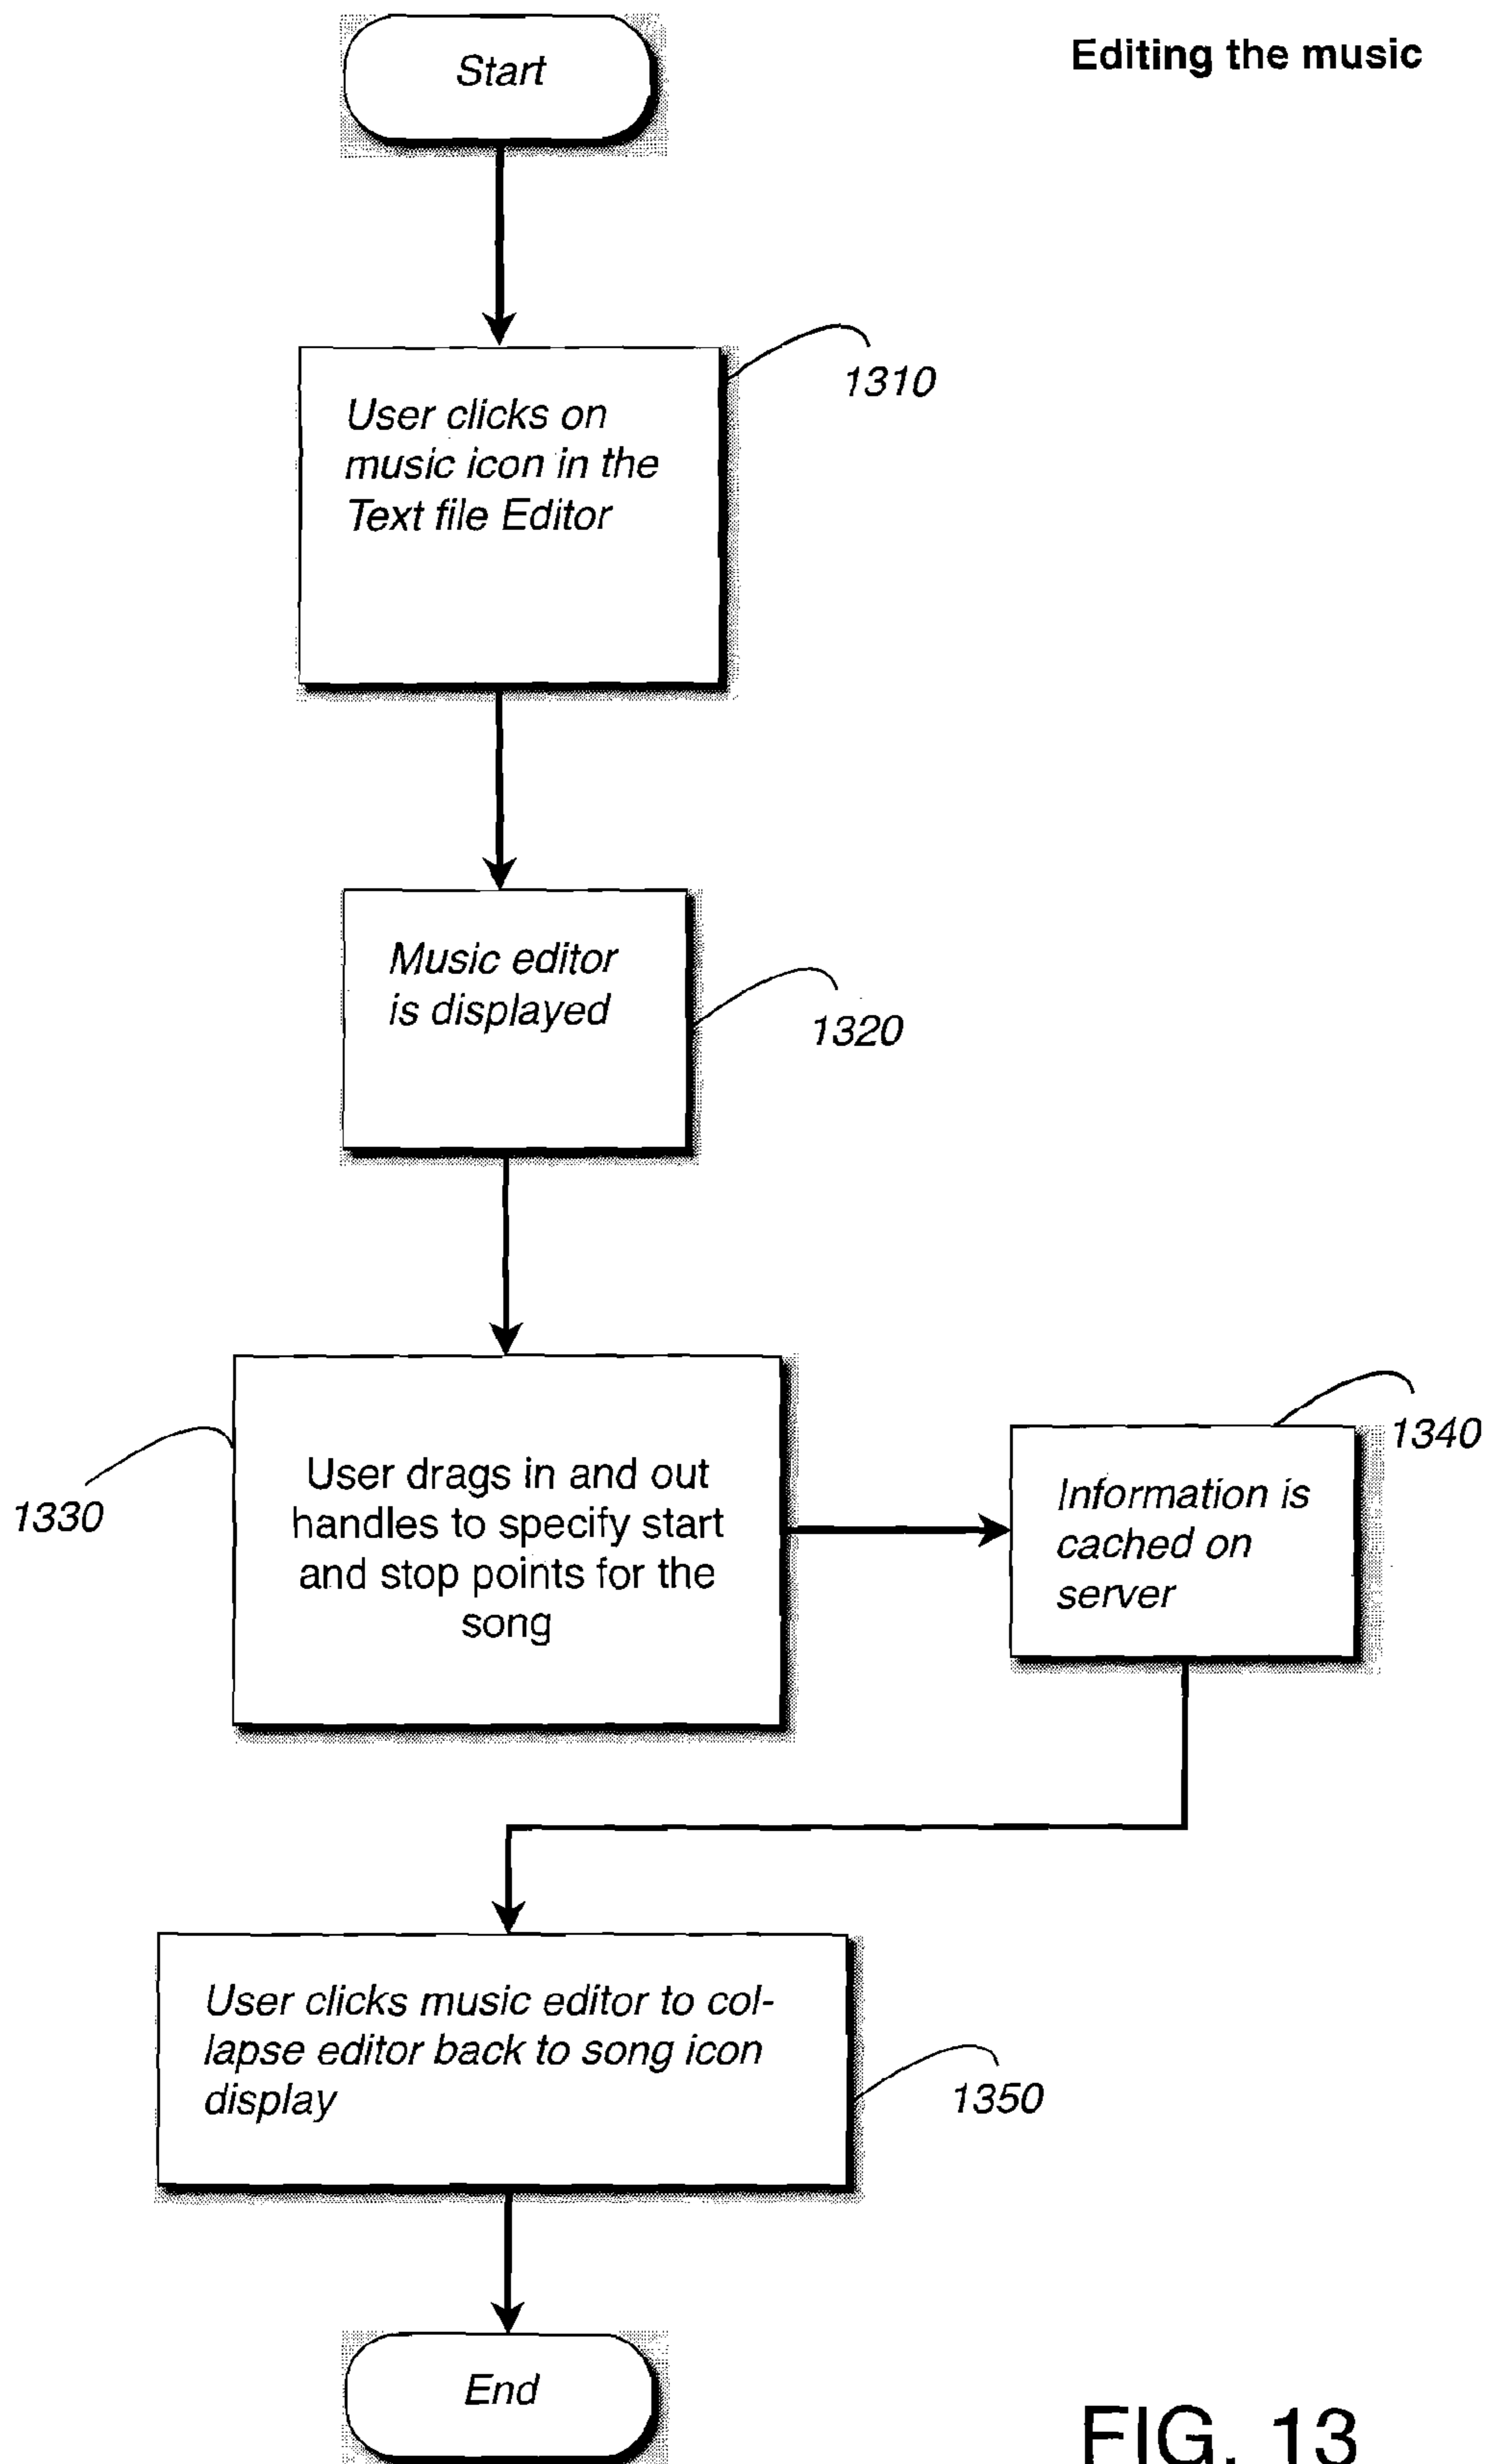 Start
Editing the music
1310
User clicks on
music icon in the
Text file Editor
Music editor
is displayed
1320
1330
User drags in and out
handles to specify start
and stop points for the
song
1340
Information is
cached on
server
User clicks music editor to col-
lapse editor back to song icon
display
1350
End
FIG. 13